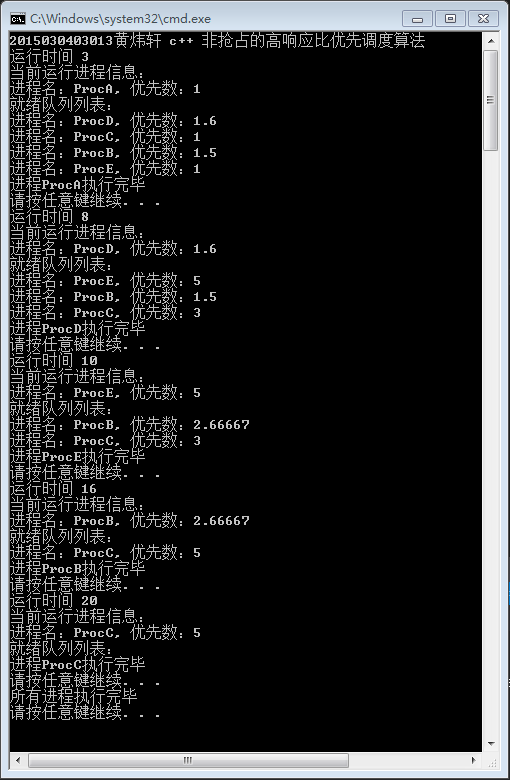 C:\Windows\system32\cmd.exe
2015030403013黄炜轩 c++ 非抢占的高响应比优先调度算法
运行时间 3
当前运行进程信息：
进程名：ProcA, 优先数：1
就绪队列列表：
进程名：ProcD, 优先数：1.6
进程名：ProcC, 优先数：1
进程名：ProcB, 优先数：1.5
进程名：ProcE, 优先数：1
进程ProcA执行完毕
请按任意键继续. . .
运行时间 8
当前运行进程信息：
进程名：ProcD, 优先数：1.6
就绪队列列表：
进程名：ProcE, 优先数：5
进程名：ProcB, 优先数：1.5
进程名：ProcC, 优先数：3
进程ProcD执行完毕
请按任意键继续. . .
运行时间 10
当前运行进程信息：
进程名：ProcE, 优先数：5
就绪队列列表：
进程名：ProcB, 优先数：2.66667
进程名：ProcC, 优先数：3
进程ProcE执行完毕
请按任意键继续. . .
运行时间 16
当前运行进程信息：
进程名：ProcB, 优先数：2.66667
就绪队列列表：
进程名：ProcC, 优先数：5
进程ProcB执行完毕
请按任意键继续. . .
运行时间 20
当前运行进程信息：
进程名：ProcC, 优先数：5
就绪队列列表：
进程ProcC执行完毕
请按任意键继续. . .
所有进程执行完毕
请按任意键继续. . .